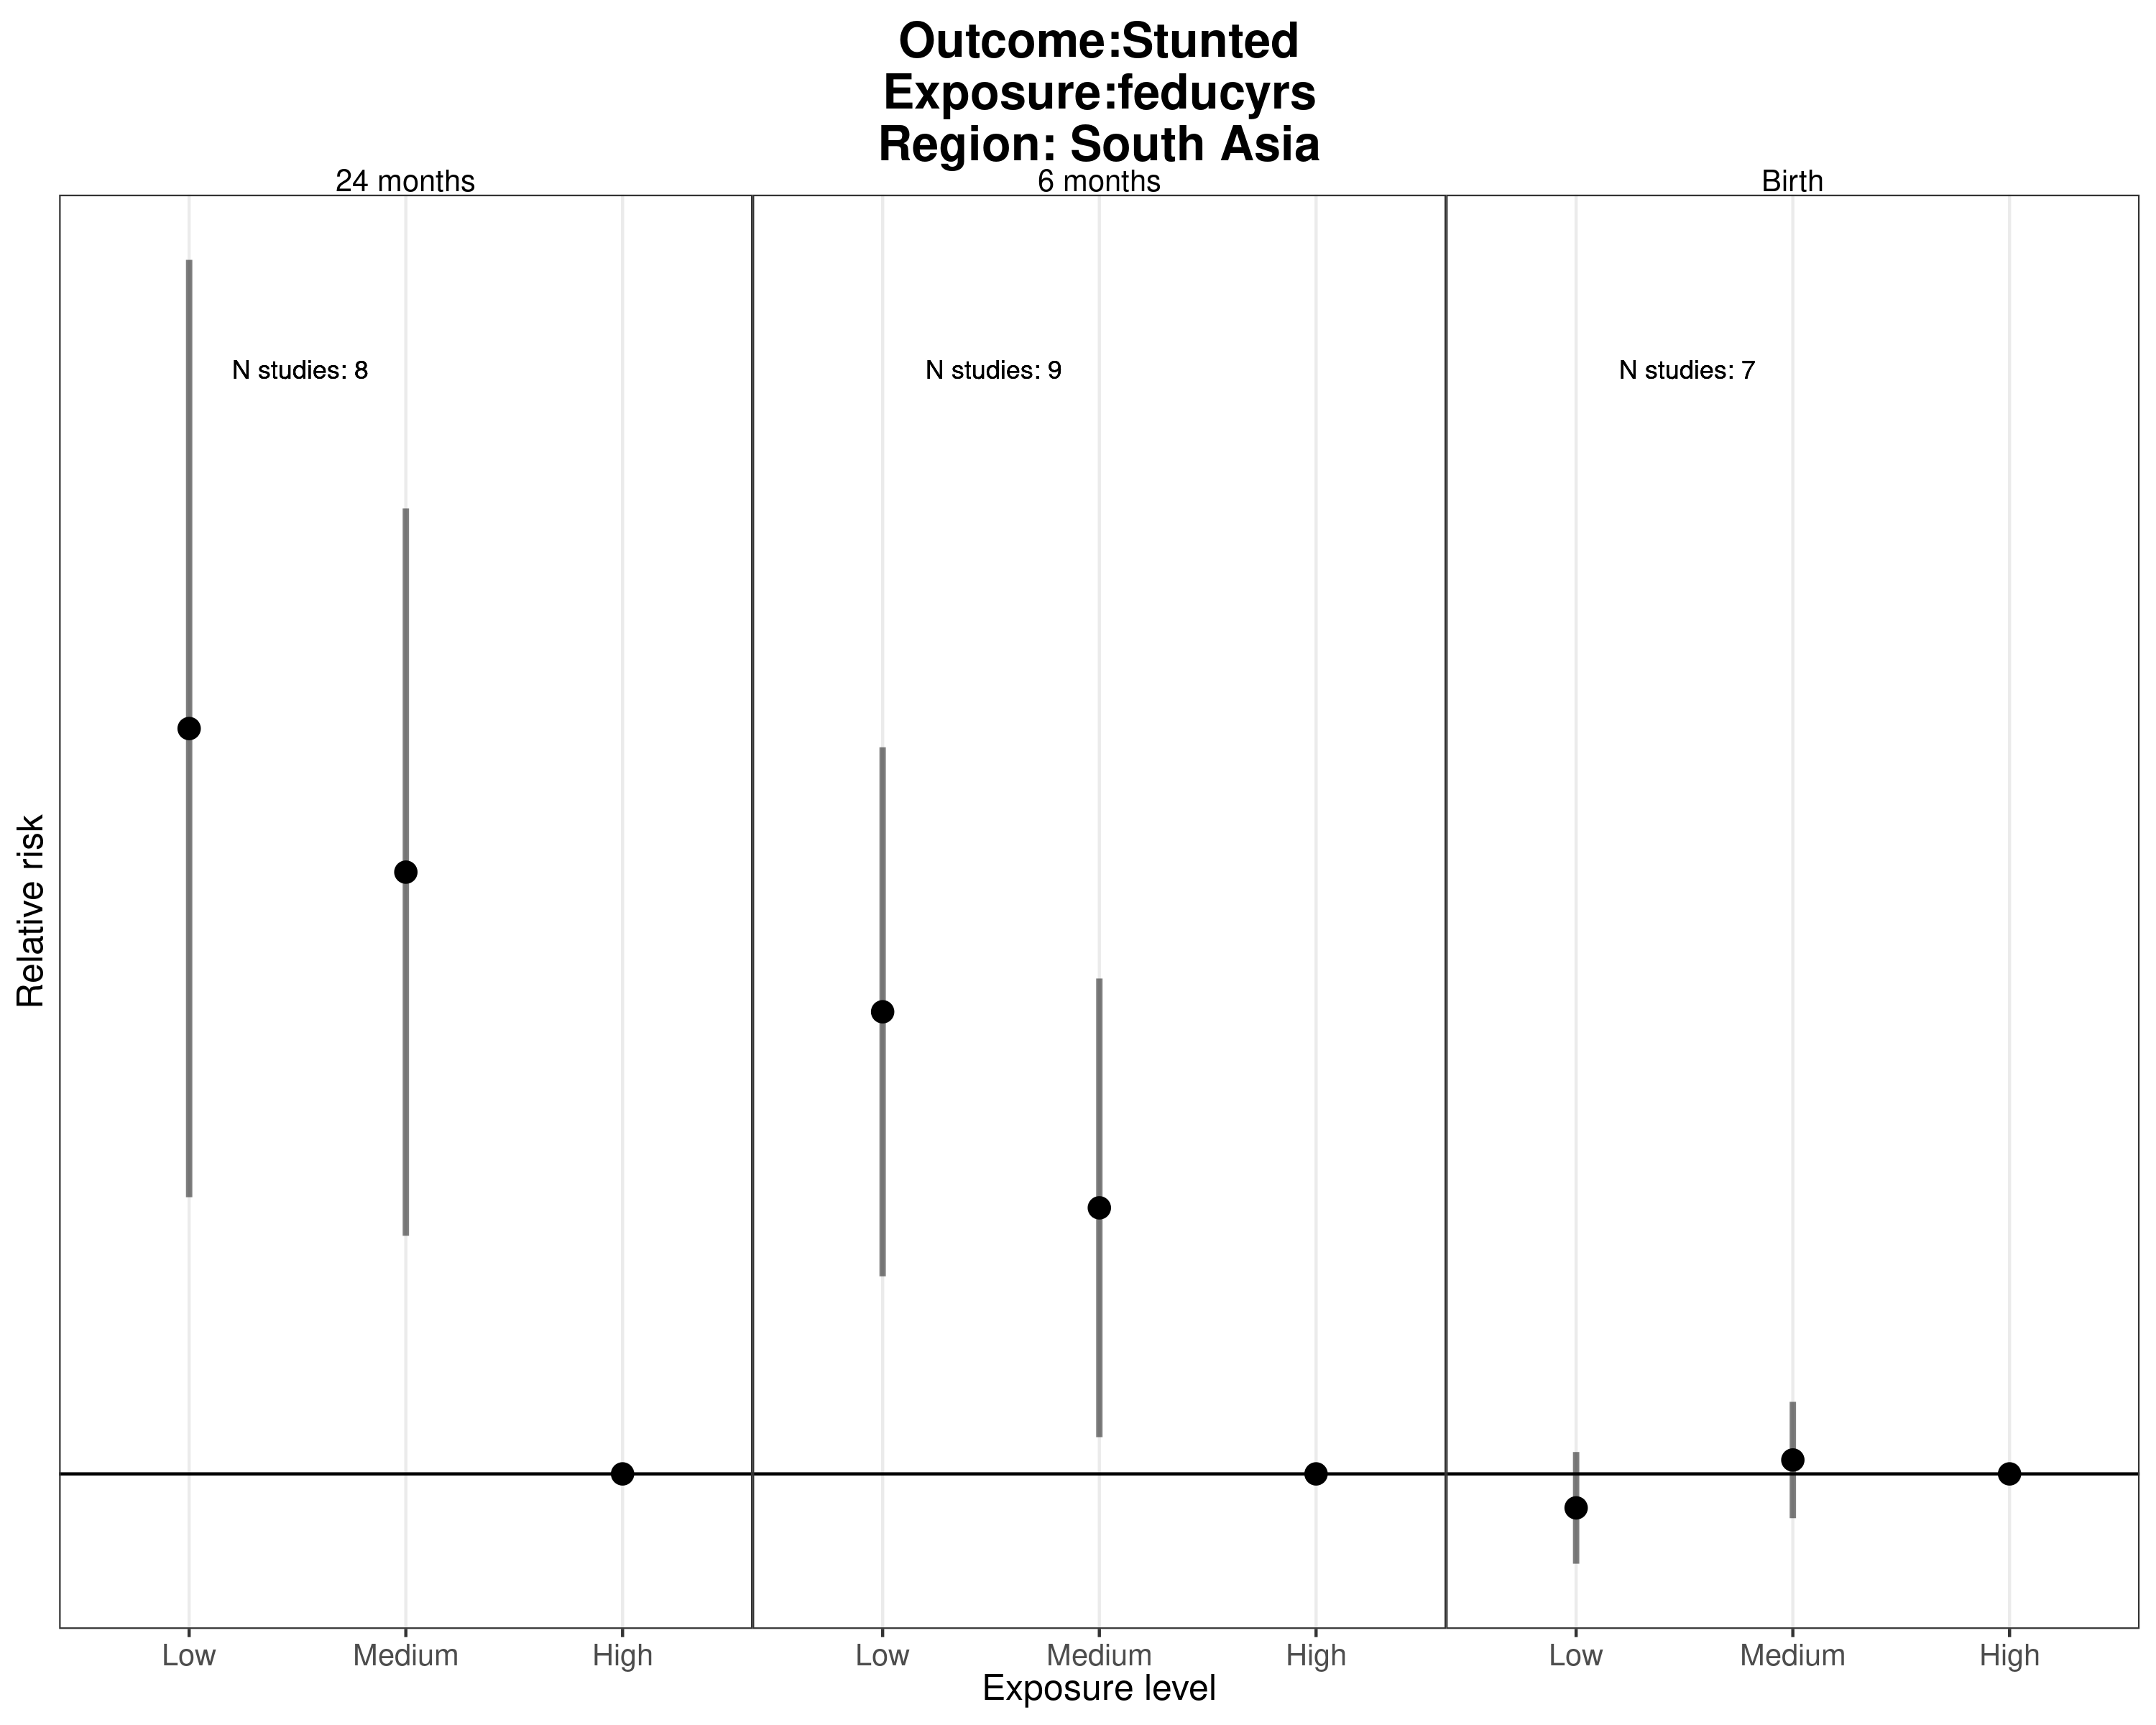 Outcome:Stunted
Exposure:feducyrs
Region: South Asia
24 months
6 months
Birth
N studies: 8
N studies: 9
N studies: 7
Relative risk
Low
Medium
High
Low
Medium
High
Low
Medium
High
Exposure level